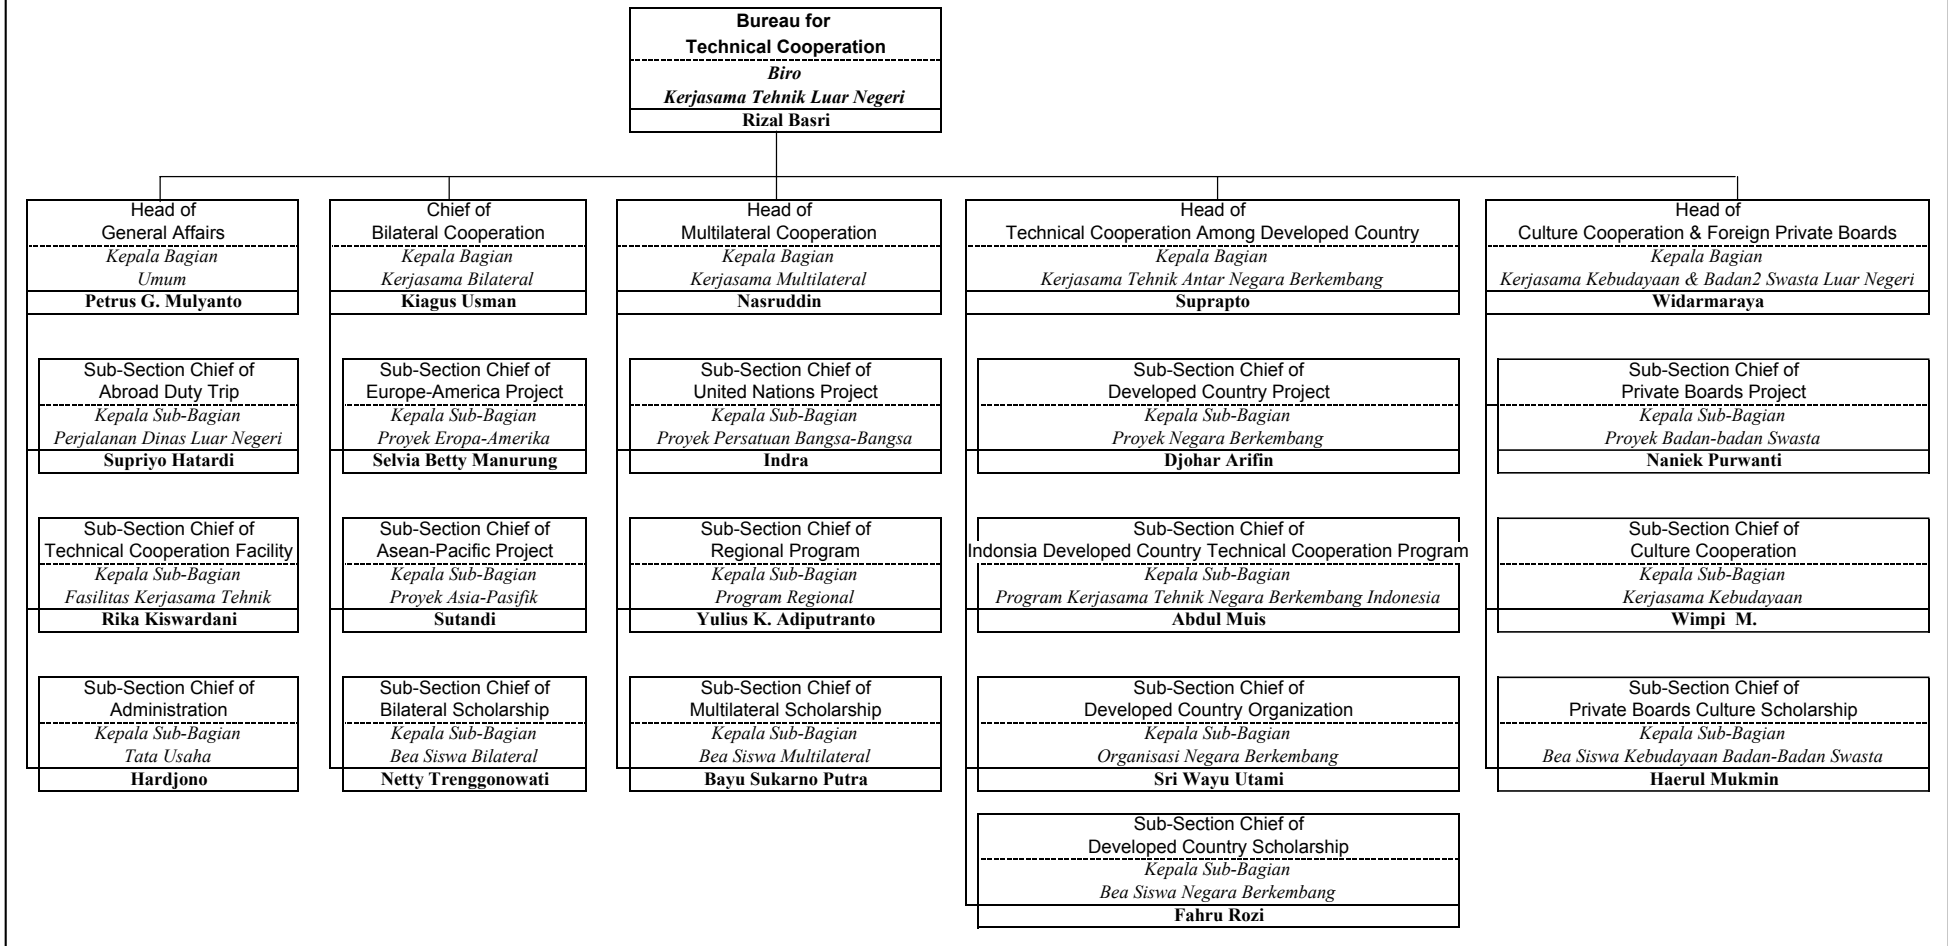 Bureau for
Technical Cooperation
Biro
Kerjasama Tehnik Luar Negeri
Rizal Basri
Head of
General Affairs
Kepala Bagian
Umum
Petrus G. Mulyanto
Chief of
Bilateral Cooperation
Kepala Bagian
Kerjasama Bilateral
Kiagus Usman
Head of
Multilateral Cooperation
Kepala Bagian
Kerjasama Multilateral
Nasruddin
Head of
Technical Cooperation Among Developed Country
Kepala Bagian
Kerjasama Tehnik Antar Negara Berkembang
Suprapto
Head of
Culture Cooperation & Foreign Private Boards
Kepala Bagian
Kerjasama Kebudayaan & Badan2 Swasta Luar Negeri
Widarmaraya
Sub-Section Chief of
Abroad Duty Trip
Kepala Sub-Bagian
Perjalanan Dinas Luar Negeri
Supriyo Hatardi
Sub-Section Chief of
Europe-America Project
Kepala Sub-Bagian
Proyek Eropa-Amerika
Selvia Betty Manurung
Sub-Section Chief of
United Nations Project
Kepala Sub-Bagian
Proyek Persatuan Bangsa-Bangsa
Indra
Sub-Section Chief of
Developed Country Project
Kepala Sub-Bagian
Proyek Negara Berkembang
Djohar Arifin
Sub-Section Chief of
Private Boards Project
Kepala Sub-Bagian
Proyek Badan-badan Swasta
Naniek Purwanti
Sub-Section Chief of
Technical Cooperation Facility
Kepala Sub-Bagian
Fasilitas Kerjasama Tehnik
Rika Kiswardani
Sub-Section Chief of
Asean-Pacific Project
Kepala Sub-Bagian
Proyek Asia-Pasifik
Sutandi
Sub-Section Chief of
Regional Program
Kepala Sub-Bagian
Program Regional
Yulius K. Adiputranto
Sub-Section Chief of
Indonsia Developed Country Technical Cooperation Program
Kepala Sub-Bagian
Program Kerjasama Tehnik Negara Berkembang Indonesia
Abdul Muis
Sub-Section Chief of
Culture Cooperation
Kepala Sub-Bagian
Kerjasama Kebudayaan
Wimpi M.
Sub-Section Chief of
Administration
Kepala Sub-Bagian
Tata Usaha
Hardjono
Sub-Section Chief of
Bilateral Scholarship
Kepala Sub-Bagian
Bea Siswa Bilateral
Netty Trenggonowati
Sub-Section Chief of
Multilateral Scholarship
Kepala Sub-Bagian
Bea Siswa Multilateral
Bayu Sukarno Putra
Sub-Section Chief of
Developed Country Organization
Kepala Sub-Bagian
Organisasi Negara Berkembang
Sri Wayu Utami
Sub-Section Chief of
Private Boards Culture Scholarship
Kepala Sub-Bagian
Bea Siswa Kebudayaan Badan-Badan Swasta
Haerul Mukmin
Sub-Section Chief of
Developed Country Scholarship
Kepala Sub-Bagian
Bea Siswa Negara Berkembang
Fahru Rozi